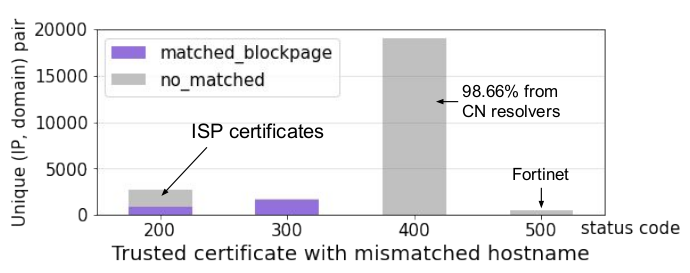 Unique (IP, domain) pair
20000
15000
10000
5000
0
matched_blockpage
no_matched
ISP certificates
98.66% from
CN resolvers
Fortinet
200
300
400
500
status code
Trusted certificate with mismatched hostname